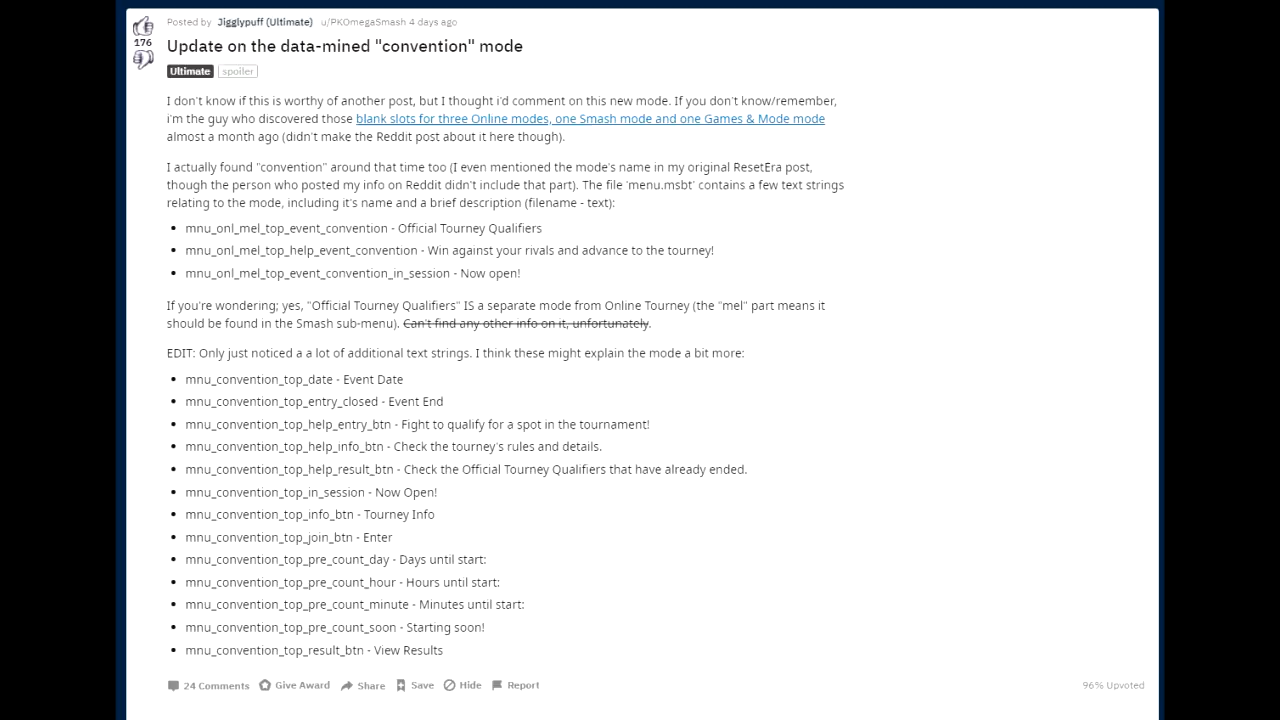 Posted by Jigglypuff (Ultimate) u/PKOmegaSmash 4 days ago
176
Update on the data-mined "convention" mode
Ultimate spoiler
I don't know if this is worthy of another post, but I thought i'd comment on this new mode. If you don't know/remember,
i'm the guy who discovered those blank slots for three Online modes, one Smash mode and one Games & Mode mode
almost a month ago (didn't make the Reddit post about it here though).
I actually found "convention" around that time too (I even mentioned the mode's name in my original ResetEra post,
though the person who posted my info on Reddit didn't include that part). The file 'menu.msbt' contains a few text strings
relating to the mode, including it's name and a brief description (filename - text):
• mnu_onl_mel_top_event_convention - Official Tourney Qualifiers
• mnu_onl_mel_top_help_event_convention - Win against your rivals and advance to the tourney!
• mnu_onl_mel_top_event_convention_in_session - Now open!
If you're wondering; yes, "Official Tourney Qualifiers" IS a separate mode from Online Tourney (the "mel" part means it
should be found in the Smash sub-menu). Can't find any other info on it, unfortunately.
EDIT: Only just noticed a a lot of additional text strings. I think these might explain the mode a bit more:
• mnu_convention_top_date - Event Date
• mnu_convention_top_entry_closed - Event End
• mnu_convention_top_help_entry_btn - Fight to qualify for a spot in the tournament!
• mnu_convention_top_help_info_btn - Check the tourney's rules and details.
• mnu_convention_top_help_result_btn - Check the Official Tourney Qualifiers that have already ended.
• mnu_convention_top_in_session - Now Open!
• mnu_convention_top_info_btn - Tourney Info
• mnu_convention_top_join_btn - Enter
• mnu_convention_top_pre_count_day - Days until start:
• mnu_convention_top_pre_count_hour - Hours until start:
• mnu_convention_top_pre_count_minute - Minutes until start:
• mnu_convention_top_pre_count_soon - Starting soon!
• mnu_convention_top_result_btn - View Results
24 Comments Give Award Share Save Hide Report 96% Upvoted